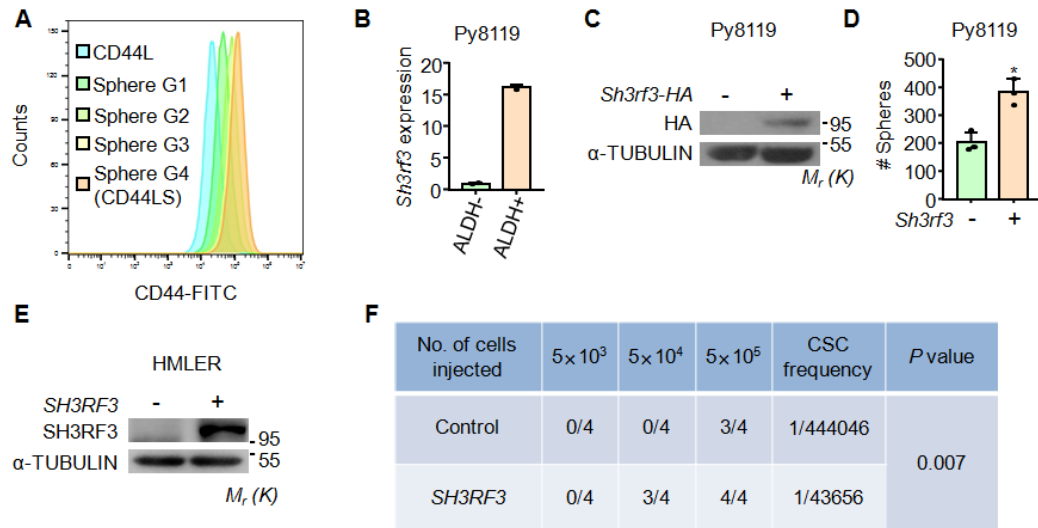 A
CD44L
Sphere G1
Sphere G2
Sphere G3
Sphere G4
(CD44LS)
Counts
CD44-FITC
B
Py8119
Sh3rf3 expression
20
15
10
5
0
ALDH-
ALDH+
C
Py8119
Sh3rf3-HA - +
HA
95
α-TUBULIN
55
Mr (K)
D
Py8119
# Spheres
500
400
300
200
100
0
*
Sh3rf3 - +
E
HMLER
SH3RF3 - +
SH3RF3
95
α-TUBULIN
55
Mr (K)
F
No. of cells injected 5×10³ 5×10⁴ 5×10⁵ CSC frequency P value
Control 0/4 0/4 3/4 1/444046 0.007
SH3RF3 0/4 3/4 4/4 1/43656